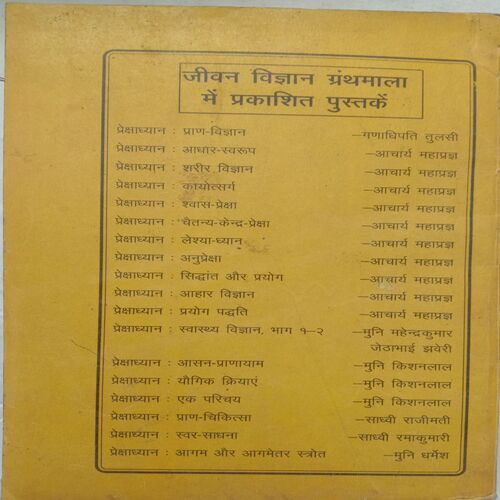 जीवन विज्ञान ग्रंथमाला
में प्रकाशित पुस्तकें
प्रेक्षाध्यान : प्राण-विज्ञान –गणाधिपति तुलसी
प्रेक्षाध्यान : आधार-स्वरूप –आचार्य महाप्रज्ञ
प्रेक्षाध्यान : शरीर विज्ञान –आचार्य महाप्रज्ञ
प्रेक्षाध्यान : कायोत्सर्ग –आचार्य महाप्रज्ञ
प्रेक्षाध्यान : श्वास-प्रेक्षा –आचार्य महाप्रज्ञ
प्रेक्षाध्यान : चैतन्य-केन्द्र-प्रेक्षा –आचार्य महाप्रज्ञ
प्रेक्षाध्यान : लेश्या-ध्यान –आचार्य महाप्रज्ञ
प्रेक्षाध्यान : अनुप्रेक्षा –आचार्य महाप्रज्ञ
प्रेक्षाध्यान : सिद्धांत और प्रयोग –आचार्य महाप्रज्ञ
प्रेक्षाध्यान : आहार विज्ञान –आचार्य महाप्रज्ञ
प्रेक्षाध्यान : प्रयोग पद्धति –आचार्य महाप्रज्ञ
प्रेक्षाध्यान : स्वास्थ्य विज्ञान, भाग १-२ –मुनि महेन्द्रकुमार
जेठाभाई झवेरी
प्रेक्षाध्यान : आसन-प्राणायाम –मुनि किशनलाल
प्रेक्षाध्यान : यौगिक क्रियाएं –मुनि किशनलाल
प्रेक्षाध्यान : एक परिचय –मुनि किशनलाल
प्रेक्षाध्यान : प्राण-चिकित्सा –साध्वी राजीमती
प्रेक्षाध्यान : स्वर-साधना –साध्वी रमाकुमारी
प्रेक्षाध्यान : आगम और आगमेतर स्त्रोत –मुनि धर्मेश